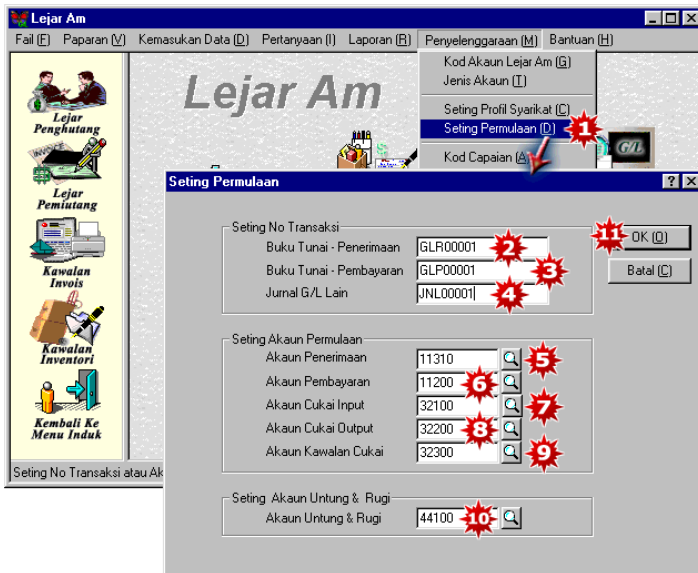 Lejar Am
Fail (F) Paparan (V) Kemasukan Data (D) Pertanyaan (I) Laporan (R) Penyelenggaraan (M) Bantuan (H)
Lejar Am
Kod Akaun Lejar Am (G)
Jenis Akaun (T)
Seting Profil Syarikat (C)
Seting Permulaan (D) 1
Kod Capaian (A)
G/L
Lejar
Penghutang
INVOICE
Lejar
Pemiutang
Kawalan
Invois
Kawalan
Inventori
Kembali Ke
Menu Induk
Seting No Transaksi atau Ak
Seting Permulaan
Seting No Transaksi
Buku Tunai - Penerimaan GLR00001 2
Buku Tunai - Pembayaran GLP00001 3
Jurnal G/L Lain JNL00001 4
11 OK (O)
Batal (C)
Seting Akaun Permulaan
Akaun Penerimaan 11310 5
Akaun Pembayaran 11200 6
Akaun Cukai Input 32100 7
Akaun Cukai Output 32200 8
Akaun Kawalan Cukai 32300 9
Seting Akaun Untung & Rugi
Akaun Untung & Rugi 44100 10